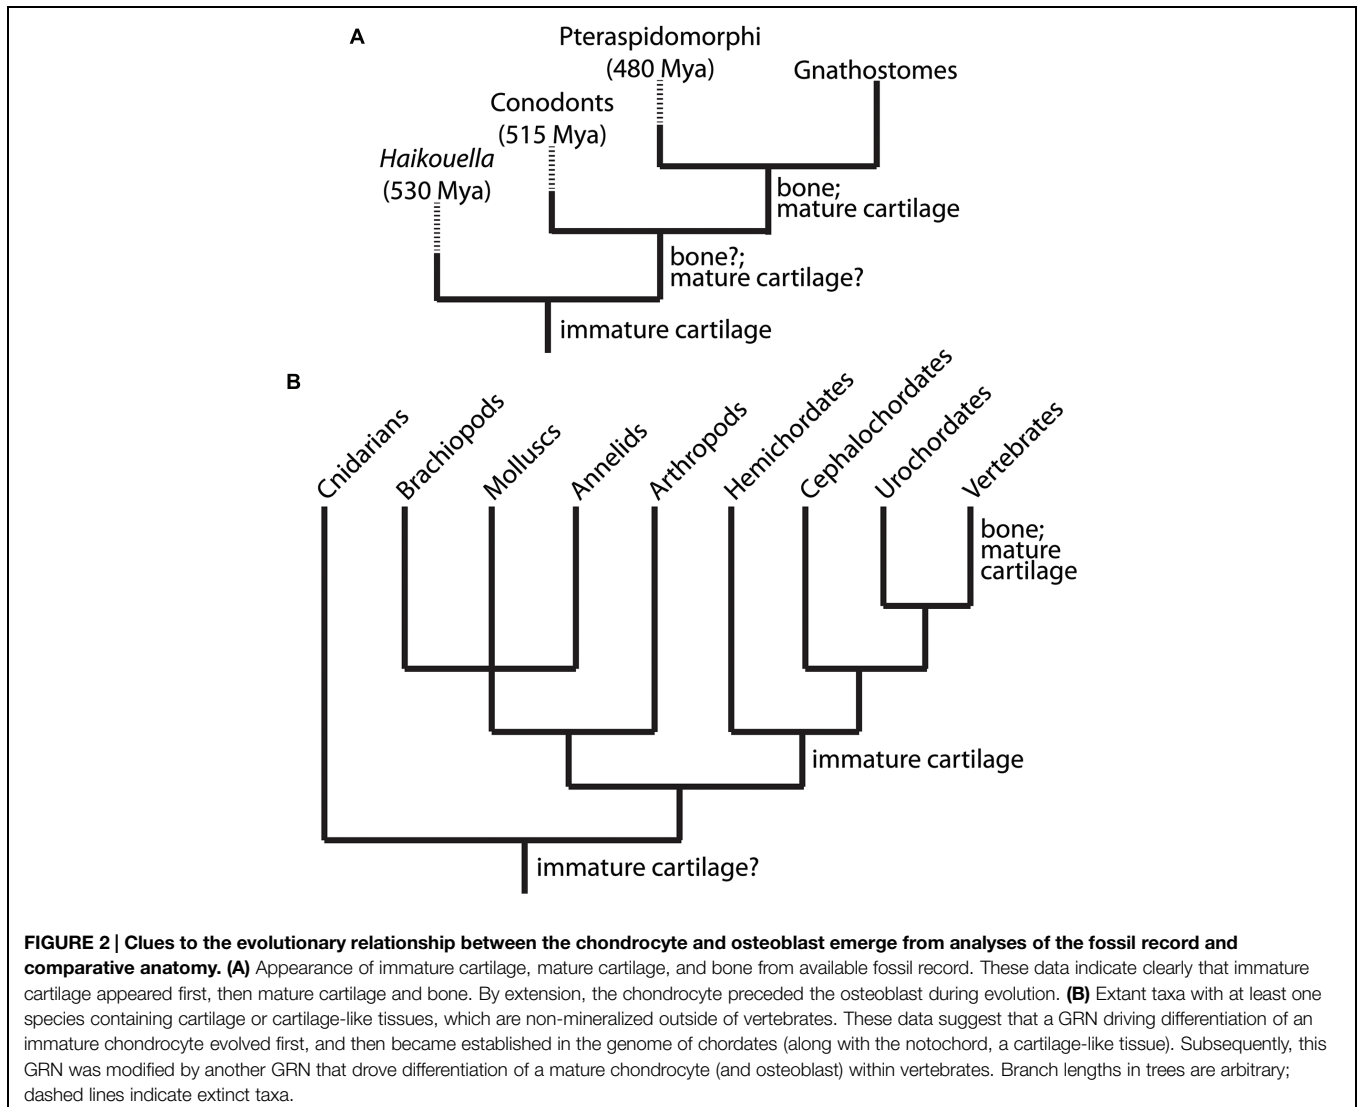 A
Pteraspidomorphi
(480 Mya)
Gnathostomes
Conodonts
(515 Mya)
Haikouella
(530 Mya)
bone;
mature cartilage
bone?;
mature cartilage?
immature cartilage
B
Cnidarians
Brachiopods
Molluscs
Annelids
Arthropods
Hemichordates
Cephalochordates
Urochordates
Vertebrates
bone;
mature
cartilage
immature cartilage
immature cartilage?
FIGURE 2 | Clues to the evolutionary relationship between the chondrocyte and osteoblast emerge from analyses of the fossil record and
comparative anatomy. (A) Appearance of immature cartilage, mature cartilage, and bone from available fossil record. These data indicate clearly that immature
cartilage appeared first, then mature cartilage and bone. By extension, the chondrocyte preceded the osteoblast during evolution. (B) Extant taxa with at least one
species containing cartilage or cartilage-like tissues, which are non-mineralized outside of vertebrates. These data suggest that a GRN driving differentiation of an
immature chondrocyte evolved first, and then became established in the genome of chordates (along with the notochord, a cartilage-like tissue). Subsequently, this
GRN was modified by another GRN that drove differentiation of a mature chondrocyte (and osteoblast) within vertebrates. Branch lengths in trees are arbitrary;
dashed lines indicate extinct taxa.